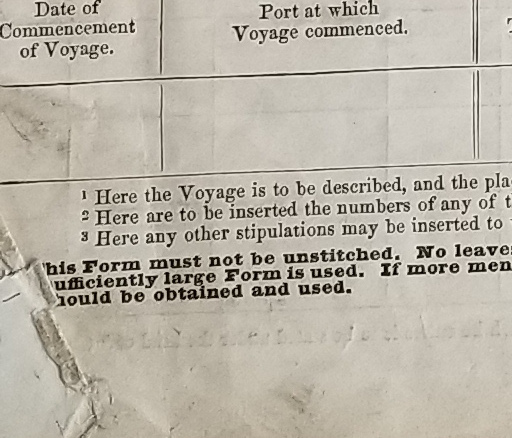 Date of
Commencement
of Voyage.
Port at which
Voyage commenced.
¹ Here the Voyage is to be described, and the pla
² Here are to be inserted the numbers of any of t
³ Here any other stipulations may be inserted to
his Form must not be unstitched. No leave
ufficiently large Form is used. If more men
hould be obtained and used.